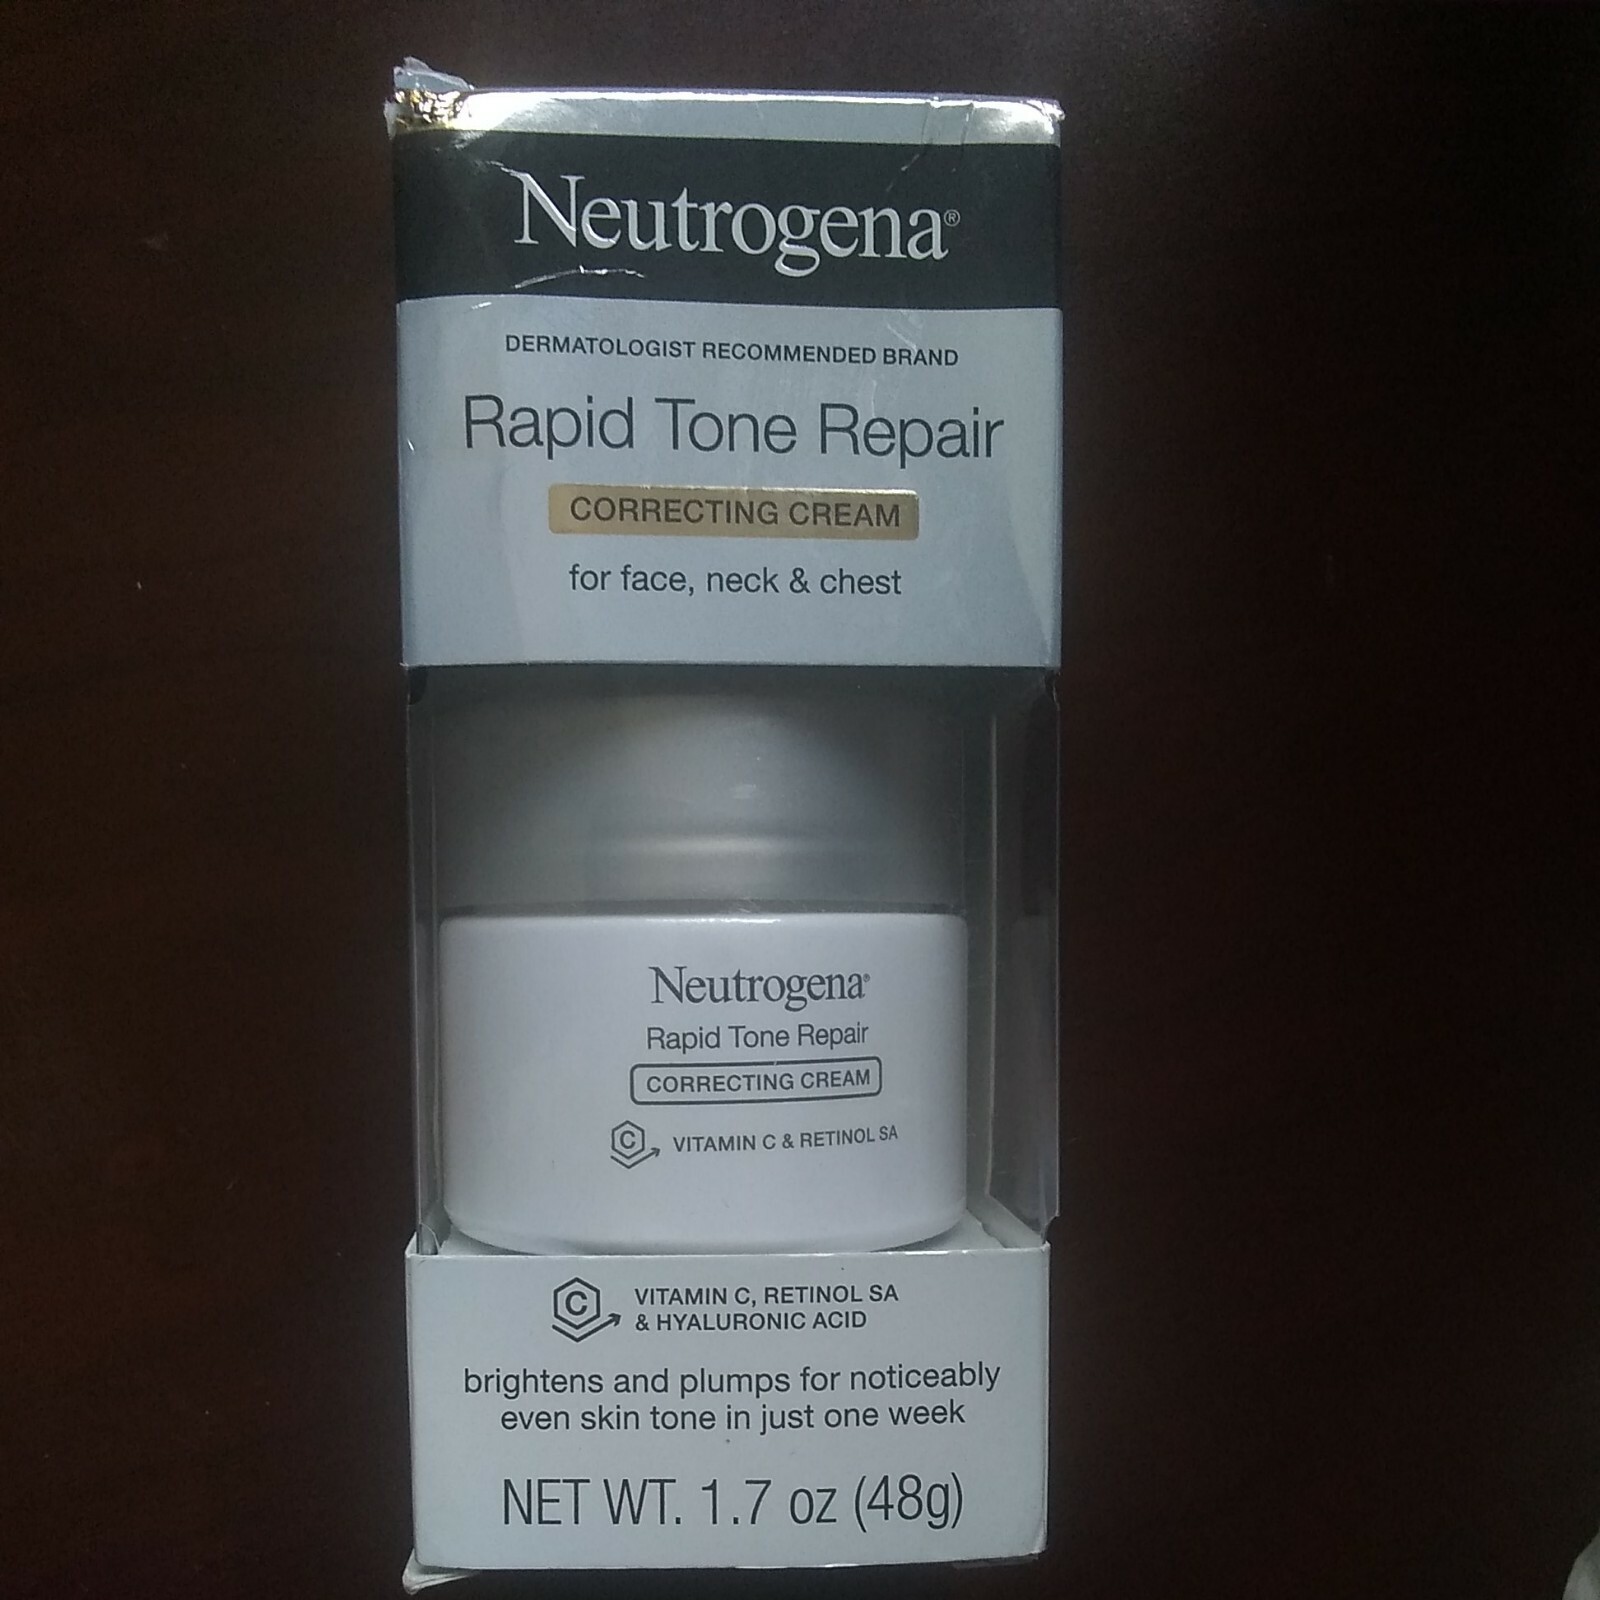 Neutrogena®
DERMATOLOGIST RECOMMENDED BRAND
Rapid Tone Repair
CORRECTING CREAM
for face, neck & chest
Neutrogena®
Rapid Tone Repair
CORRECTING CREAM
C VITAMIN C & RETINOL SA
C VITAMIN C, RETINOL SA
& HYALURONIC ACID
brightens and plumps for noticeably
even skin tone in just one week
NET WT. 1.7 oz (48g)